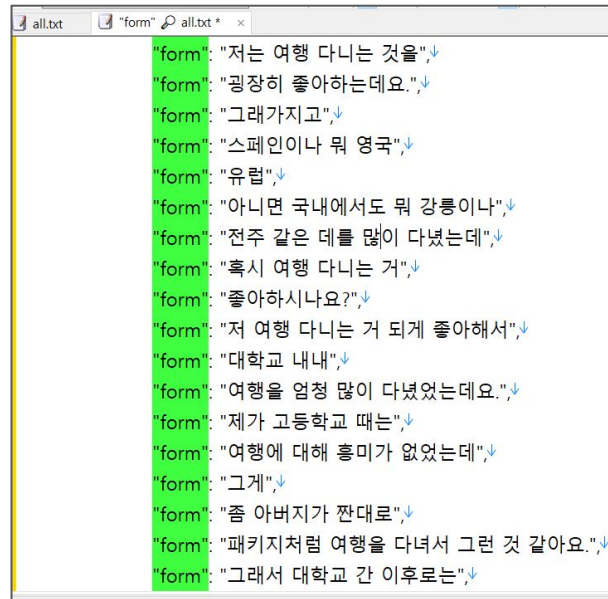 all.txt "form" all.txt * ×
"form": "저는 여행 다니는 것을",↓
"form": "굉장히 좋아하는데요.",↓
"form": "그래가지고",↓
"form": "스페인이나 뭐 영국",↓
"form": "유럽",↓
"form": "아니면 국내에서도 뭐 강릉이나",↓
"form": "전주 같은 데를 많이 다녔는데",↓
"form": "혹시 여행 다니는 거",↓
"form": "좋아하시나요?",↓
"form": "저 여행 다니는 거 되게 좋아해서",↓
"form": "대학교 내내",↓
"form": "여행을 엄청 많이 다녔었는데요.",↓
"form": "제가 고등학교 때는",↓
"form": "여행에 대해 흥미가 없었는데",↓
"form": "그게",↓
"form": "좀 아버지가 짠대로",↓
"form": "패키지처럼 여행을 다녀서 그런 것 같아요.",↓
"form": "그래서 대학교 간 이후로는",↓